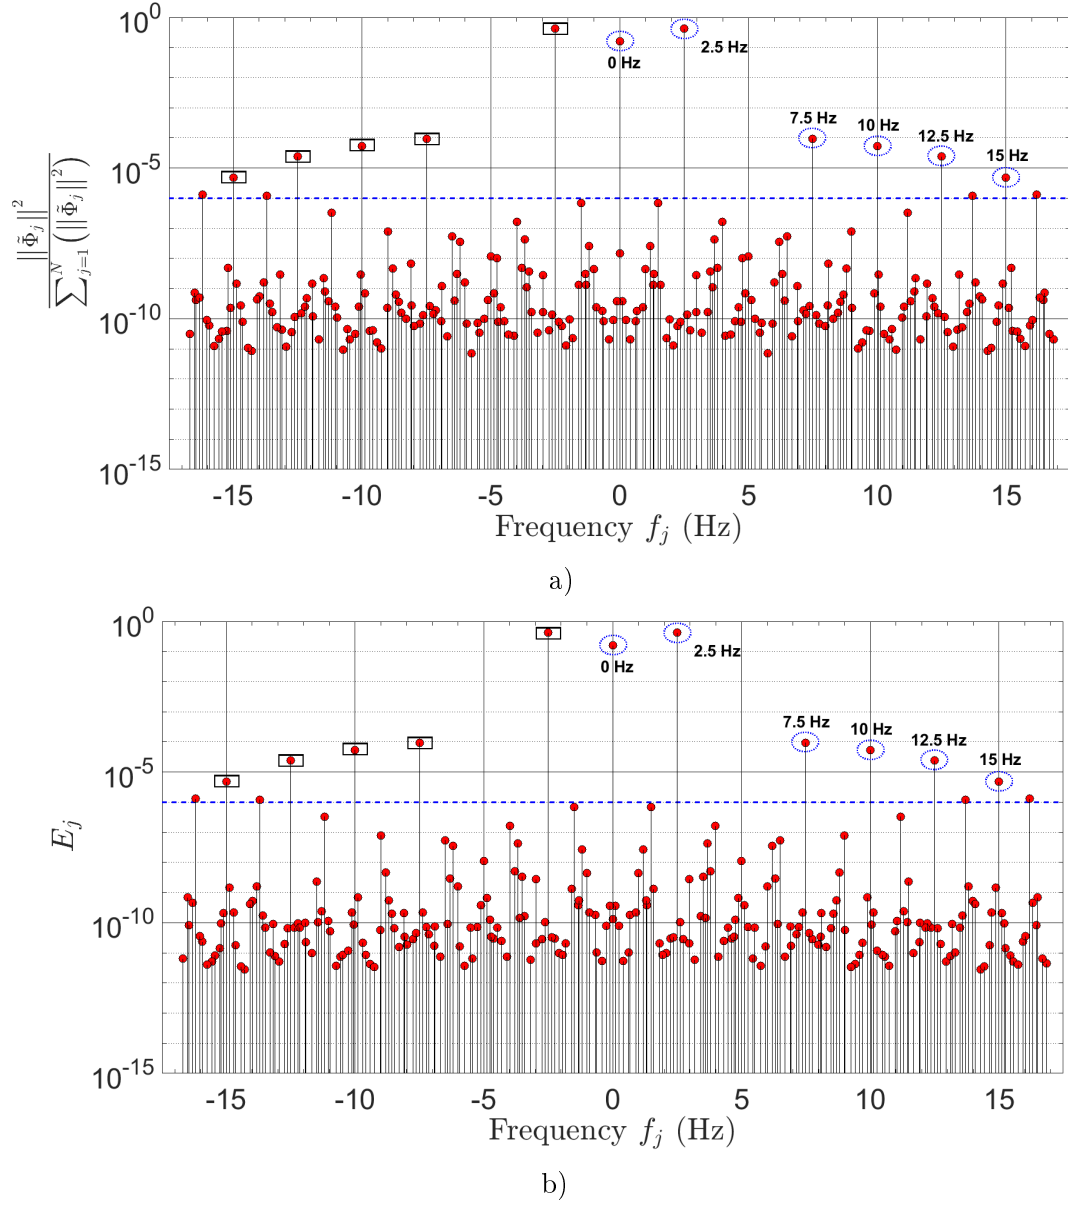 10^0
0 Hz
2.5 Hz
7.5 Hz
10 Hz
12.5 Hz
15 Hz
10^-5
10^-10
10^-15
||Φ̃_j||^2 / ∑_{j=1}^N (||Φ̃_j||^2)
-15 -10 -5 0 5 10 15
Frequency f_j (Hz)
a)
10^0
0 Hz
2.5 Hz
7.5 Hz
10 Hz
12.5 Hz
15 Hz
10^-5
10^-10
10^-15
E_j
-15 -10 -5 0 5 10 15
Frequency f_j (Hz)
b)